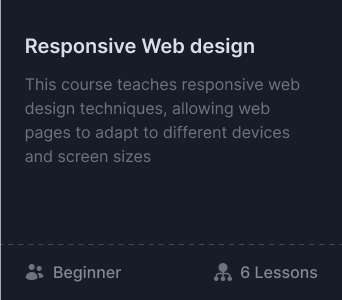 Responsive Web design
This course teaches responsive web
design techniques, allowing web
pages to adapt to different devices
and screen sizes
Beginner
6 Lessons